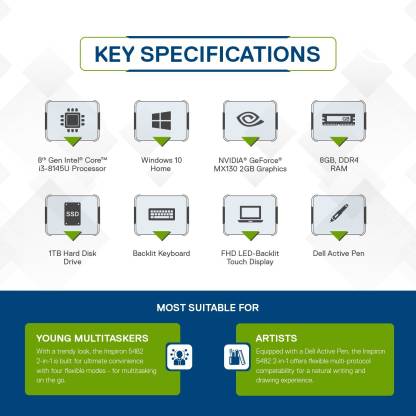 KEY SPECIFICATIONS
8th Gen Intel® Core™
i3-8145U Processor
Windows 10
Home
NVIDIA® GeForce®
MX130 2GB Graphics
GB
8GB, DDR4
RAM
SSD
1TB Hard Disk
Drive
Backlit Keyboard
FHD LED-Backlit
Touch Display
Dell Active Pen
MOST SUITABLE FOR
YOUNG MULTITASKERS
With a trendy look, the Inspiron 5482
2-in-1 is built for ultimate convenience
with four flexible modes - for multitasking
on the go.
ARTISTS
Equipped with a Dell Active Pen, the Inspiron
5482 2-in-1 offers flexible multi-protocol
compatability for a natural writing and
drawing experience.